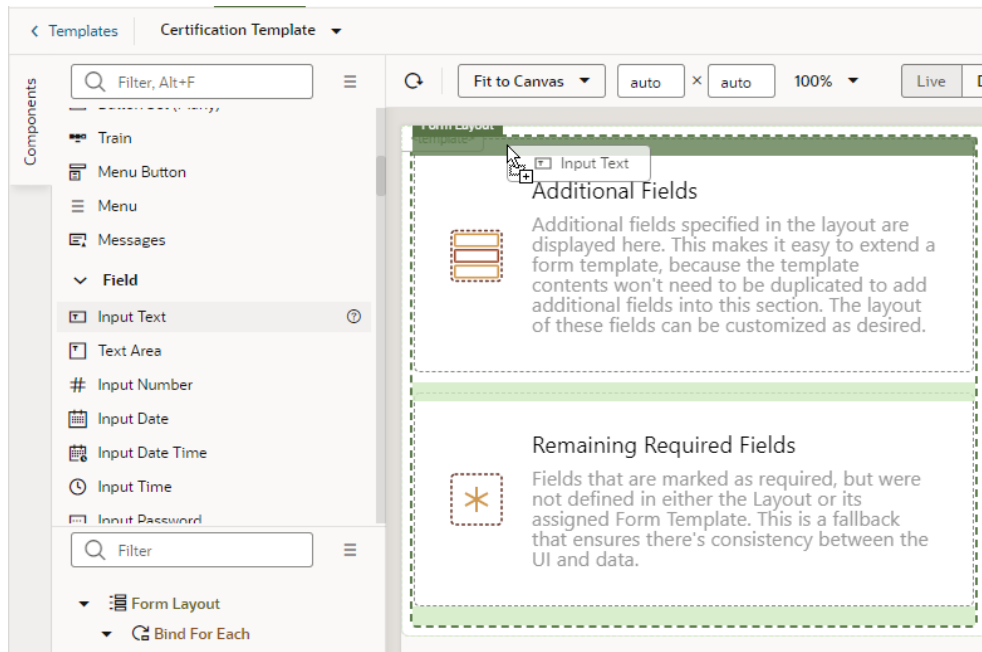 Templates
Certification Template
Components
Filter, Alt+F
Train
Menu Button
Menu
Messages
Field
Input Text
Text Area
Input Number
Input Date
Input Date Time
Input Time
Input Password
Filter
Form Layout
Bind For Each
Fit to Canvas
auto
×
auto
100%
Live
Form Layout
template
Input Text
Additional Fields
Additional fields specified in the layout are
displayed here. This makes it easy to extend a
form template, because the template
contents won't need to be duplicated to add
additional fields into this section. The layout
of these fields can be customized as desired.
Remaining Required Fields
Fields that are marked as required, but were
not defined in either the Layout or its
assigned Form Template. This is a fallback
that ensures there's consistency between the
UI and data.